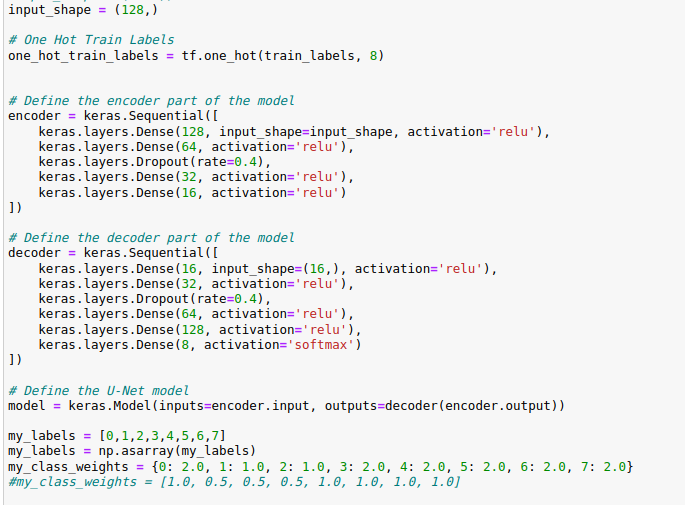 input_shape = (128,)
# One Hot Train Labels
one_hot_train_labels = tf.one_hot(train_labels, 8)
# Define the encoder part of the model
encoder = keras.Sequential([
    keras.layers.Dense(128, input_shape=input_shape, activation='relu'),
    keras.layers.Dense(64, activation='relu'),
    keras.layers.Dropout(rate=0.4),
    keras.layers.Dense(32, activation='relu'),
    keras.layers.Dense(16, activation='relu')
])
# Define the decoder part of the model
decoder = keras.Sequential([
    keras.layers.Dense(16, input_shape=(16,), activation='relu'),
    keras.layers.Dense(32, activation='relu'),
    keras.layers.Dropout(rate=0.4),
    keras.layers.Dense(64, activation='relu'),
    keras.layers.Dense(128, activation='relu'),
    keras.layers.Dense(8, activation='softmax')
])
# Define the U-Net model
model = keras.Model(inputs=encoder.input, outputs=decoder(encoder.output))
my_labels = [0,1,2,3,4,5,6,7]
my_labels = np.asarray(my_labels)
my_class_weights = {0: 2.0, 1: 1.0, 2: 1.0, 3: 2.0, 4: 2.0, 5: 2.0, 6: 2.0, 7: 2.0}
#my_class_weights = [1.0, 0.5, 0.5, 0.5, 1.0, 1.0, 1.0, 1.0]